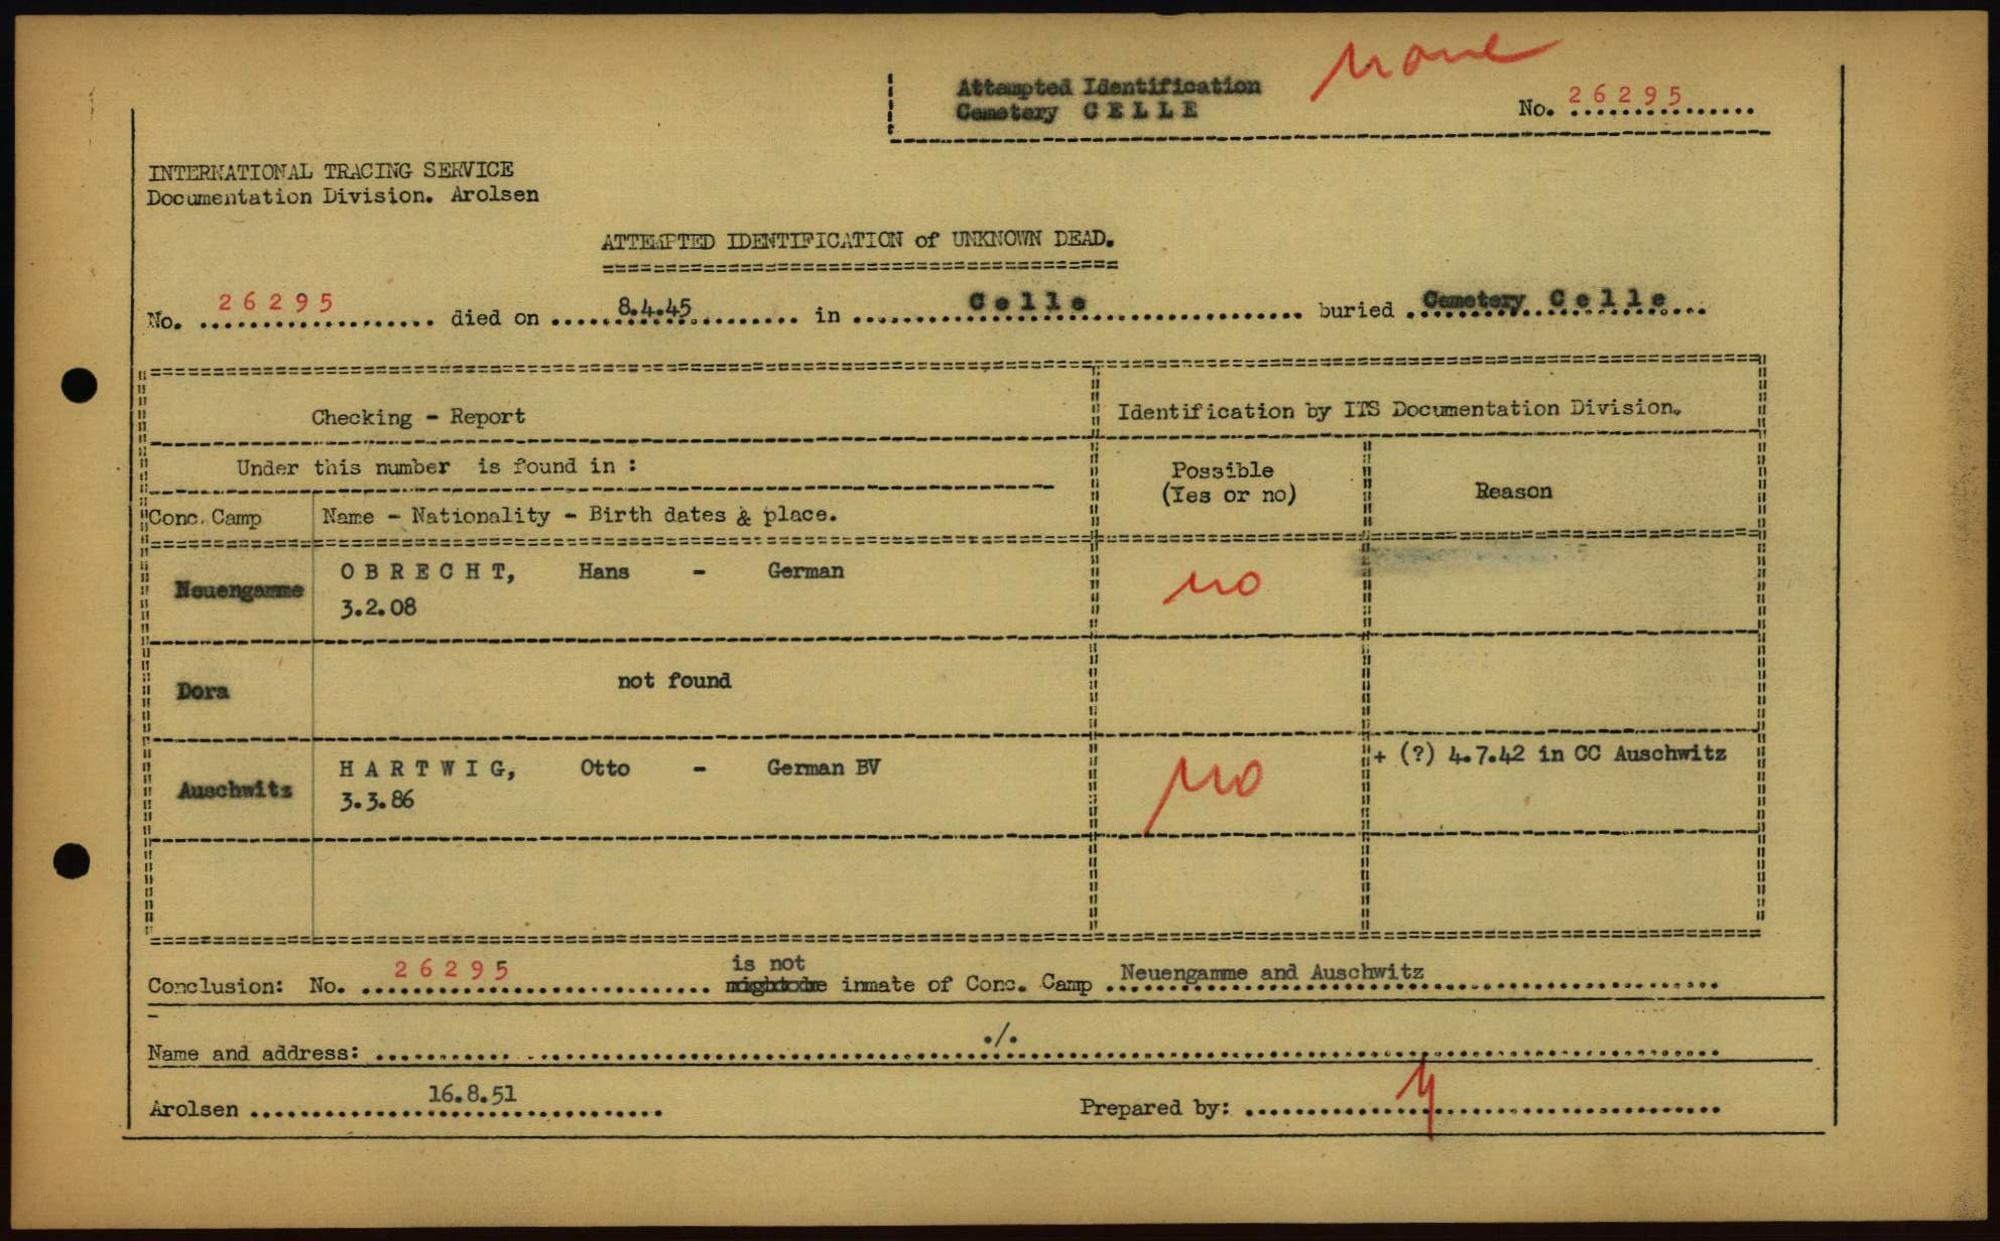 none
Attempted Identification
Cemetery C E L L E
No. 26295
INTERNATIONAL TRACING SERVICE
Documentation Division. Arolsen
ATTEMPTED IDENTIFICATION of UNKNOWN DEAD.
No. 26295 died on 8.4.45 in C e l l e buried Cemetery C e l l e
Checking - Report
Identification by ITS Documentation Division.
Under this number is found in :
Possible
(Yes or no)
Reason
Conc. Camp
Name - Nationality - Birth dates & place.
Neuengamme
O B R E C H T, Hans - German
3.2.08
no
Dora
not found
Auschwitz
H A R T W I G, Otto - German BV
3.3.86
no
+ (?) 4.7.42 in CC Auschwitz
is not
Conclusion: No. 26295 might be inmate of Conc. Camp Neuengamme and Auschwitz
Name and address: ./.
Arolsen 16.8.51
Prepared by: